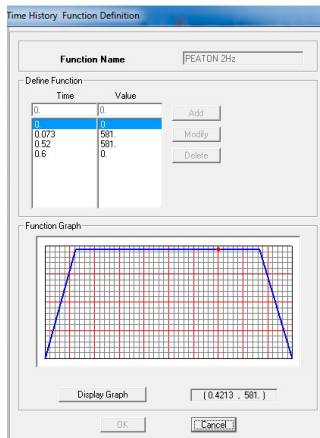 Time History Function Definition
Function Name
PEATON 2Hz
Define Function
Time Value
0. 0. Add
0. 0.
0.073 581. Modify
0.52 581.
0.6 0. Delete
Function Graph
Display Graph (0.4213 , 581. )
OK Cancel